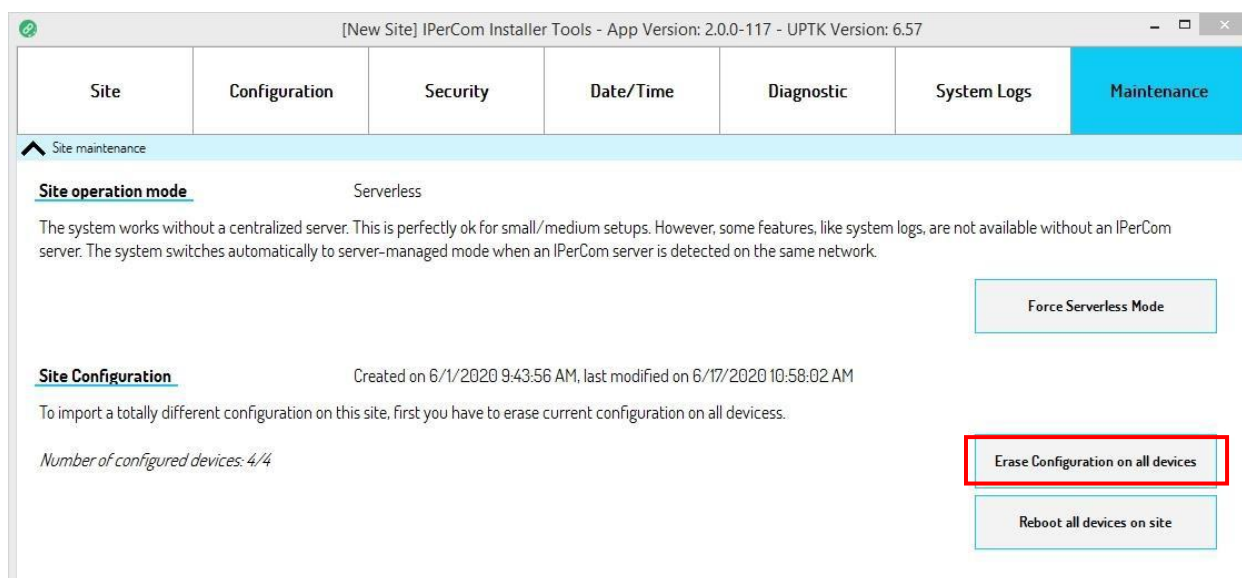 [New Site] IPerCom Installer Tools - App Version: 2.0.0-117 - UPTK Version: 6.57
Site
Configuration
Security
Date/Time
Diagnostic
System Logs
Maintenance
Site maintenance
Site operation mode
Serverless
The system works without a centralized server. This is perfectly ok for small/medium setups. However, some features, like system logs, are not available without an IPerCom
server. The system switches automatically to server-managed mode when an IPerCom server is detected on the same network.
Force Serverless Mode
Site Configuration
Created on 6/1/2020 9:43:56 AM, last modified on 6/17/2020 10:58:02 AM
To import a totally different configuration on this site, first you have to erase current configuration on all devicess.
Number of configured devices: 4/4
Erase Configuration on all devices
Reboot all devices on site